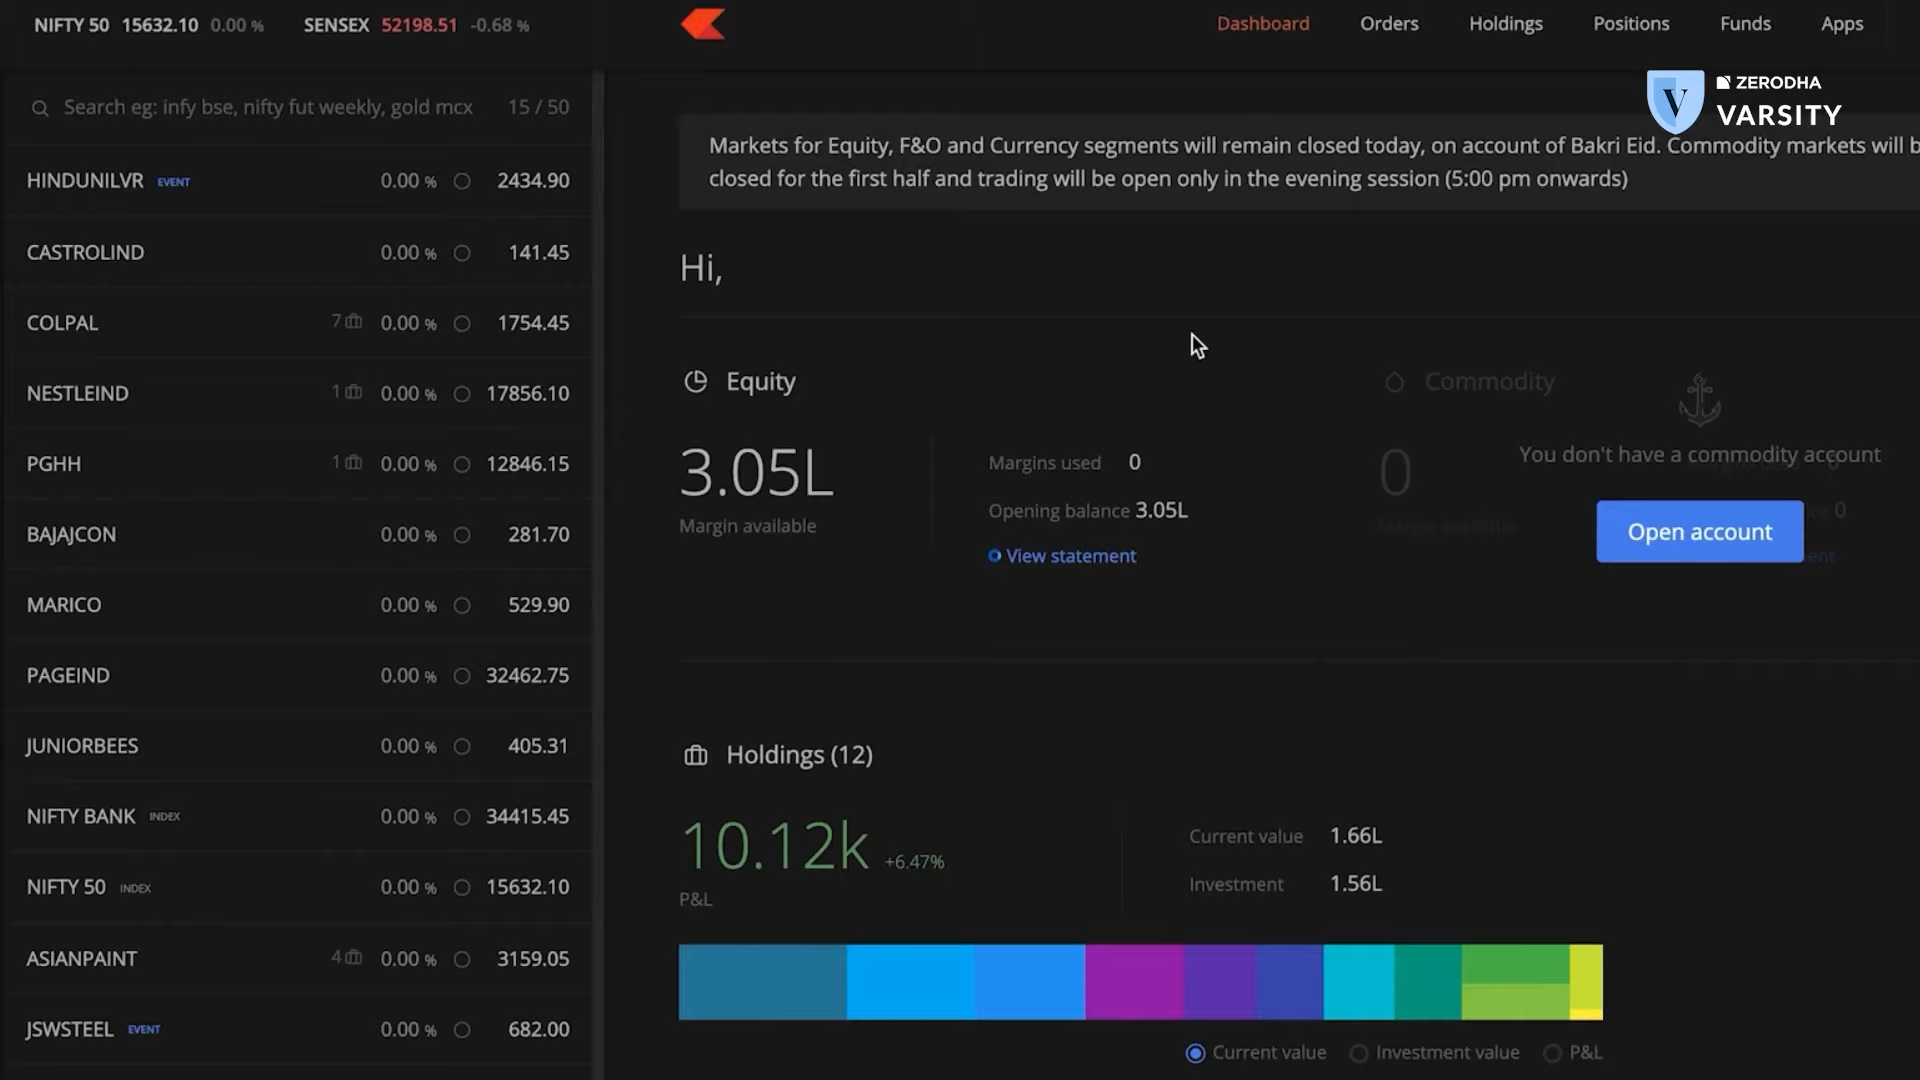 NIFTY 50 15632.10 0.00 % SENSEX 52198.51 -0.68 %
Dashboard Orders Holdings Positions Funds Apps
Search eg: infy bse, nifty fut weekly, gold mcx 15 / 50
ZERODHA
VARSITY
Markets for Equity, F&O and Currency segments will remain closed today, on account of Bakri Eid. Commodity markets will b
closed for the first half and trading will be open only in the evening session (5:00 pm onwards)
HINDUNILVR EVENT 0.00 % 2434.90
CASTROLIND 0.00 % 141.45
COLPAL 7 0.00 % 1754.45
NESTLEIND 1 0.00 % 17856.10
PGHH 1 0.00 % 12846.15
BAJAJCON 0.00 % 281.70
MARICO 0.00 % 529.90
PAGEIND 0.00 % 32462.75
JUNIORBEES 0.00 % 405.31
NIFTY BANK INDEX 0.00 % 34415.45
NIFTY 50 INDEX 0.00 % 15632.10
ASIANPAINT 4 0.00 % 3159.05
JSWSTEEL EVENT 0.00 % 682.00
Hi,
Equity
3.05L
Margin available
Margins used 0
Opening balance 3.05L
View statement
Commodity
0
You don't have a commodity account
0
Open account
Holdings (12)
10.12k +6.47%
P&L
Current value 1.66L
Investment 1.56L
Current value Investment value P&L